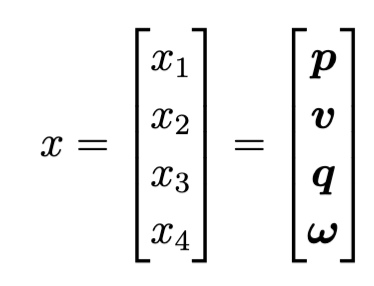 x = [x₁ x₂ x₃ x₄] = [𝒑 𝒗 𝒒 𝝎]